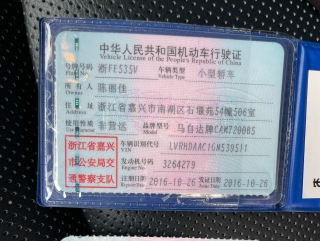 中华人民共和国机动车行驶证
Vehicle License of the People's Republic of China
号牌号码 浙FE535V 车辆类型 小型轿车
Plate No. Vehicle Type
所有人 陈丽佳
Owner
住址 浙江省嘉兴市南湖区石堰苑54幢506室
Address
使用性质 非营运 品牌型号 马自达牌CAM7200S
Use Character Model
浙江省嘉兴 车辆识别代号 LVRHDAAC1GN539511
VIN
市公安局交 发动机号码 3264279
Engine No.
通警察支队 注册日期 2016-10-26 发证日期 2016-10-26
Register Date Issue Date